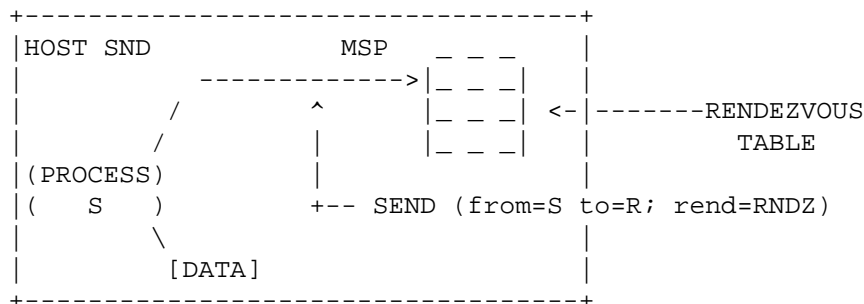 HOST SND MSP
RENDEZVOUS
TABLE
(PROCESS)
( S ) SEND (from=S to=R; rend=RNDZ)
[DATA]